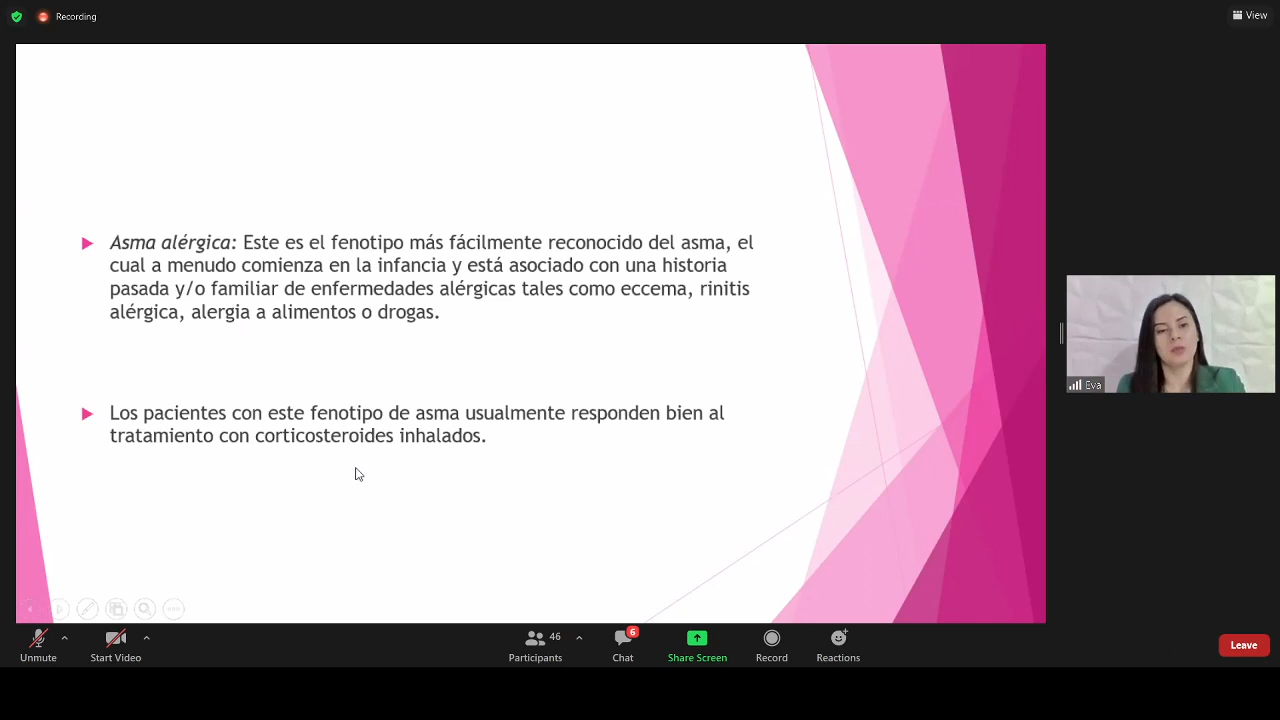 Recording
View
Asma alérgica: Este es el fenotipo más fácilmente reconocido del asma, el
cual a menudo comienza en la infancia y está asociado con una historia
pasada y/o familiar de enfermedades alérgicas tales como eccema, rinitis
alérgica, alergia a alimentos o drogas.
Los pacientes con este fenotipo de asma usualmente responden bien al
tratamiento con corticosteroides inhalados.
Eva
Unmute
Start Video
46
Participants
6
Chat
Share Screen
Record
Reactions
Leave